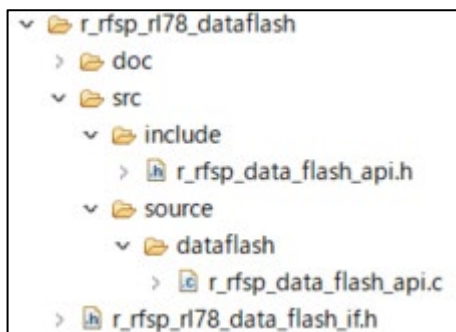 r_rfsp_rl78_dataflash
doc
src
include
r_rfsp_data_flash_api.h
source
dataflash
r_rfsp_data_flash_api.c
r_rfsp_rl78_data_flash_if.h